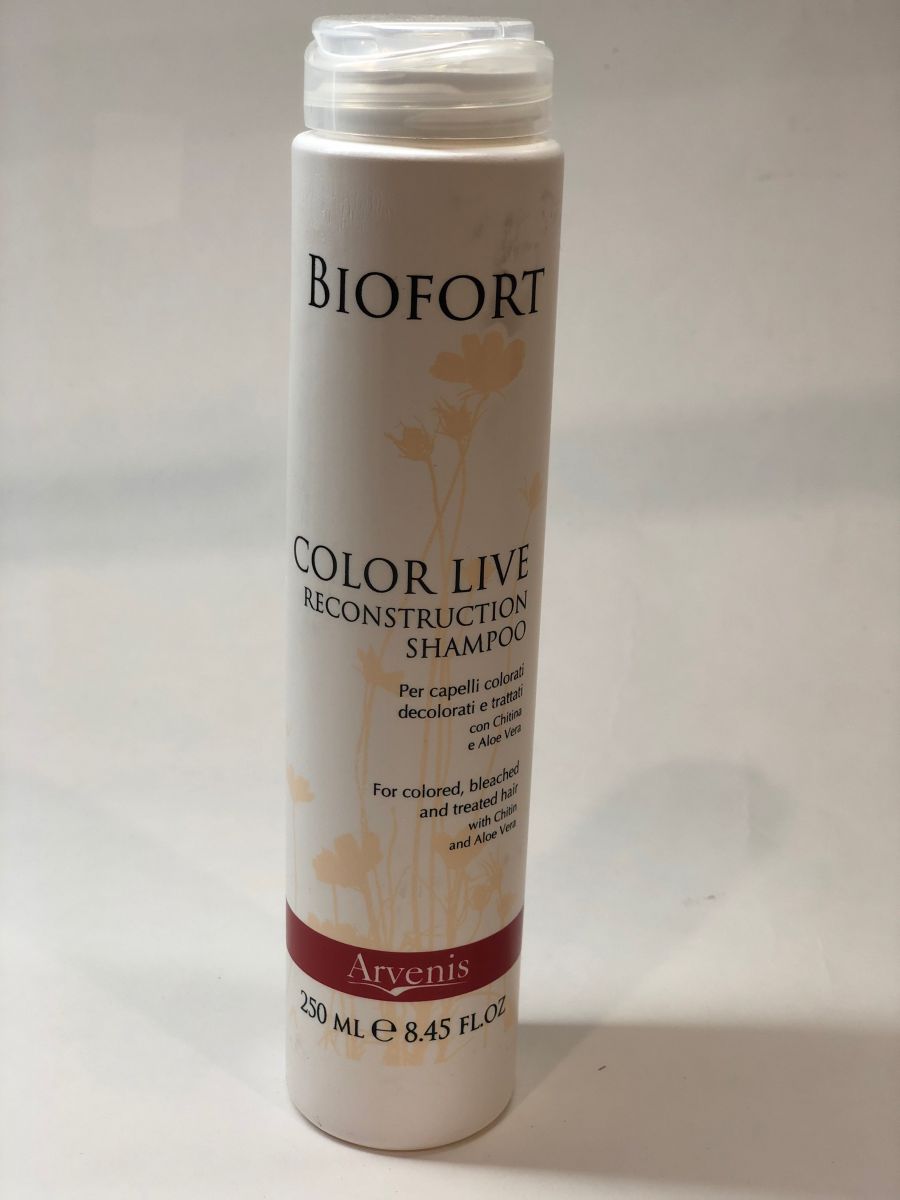 BIOFORT
COLOR LIVE
RECONSTRUCTION
SHAMPOO
Per capelli colorati
decolorati e trattati
con Chitina
e Aloe Vera
For colored, bleached
and treated hair
with Chitin
and Aloe Vera
Arvenis
250 ML ℮ 8.45 FL.OZ